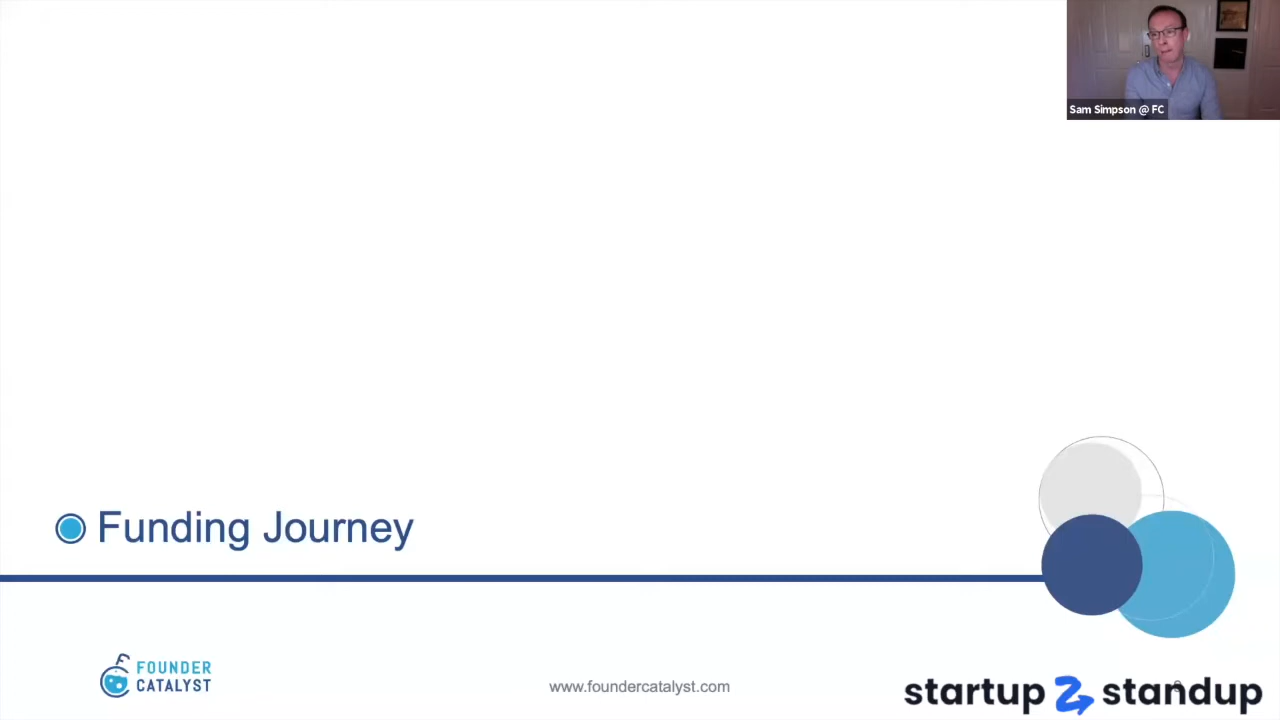 Sam Simpson @ FC
Funding Journey
FOUNDER
CATALYST
www.foundercatalyst.com
startup 2 standup